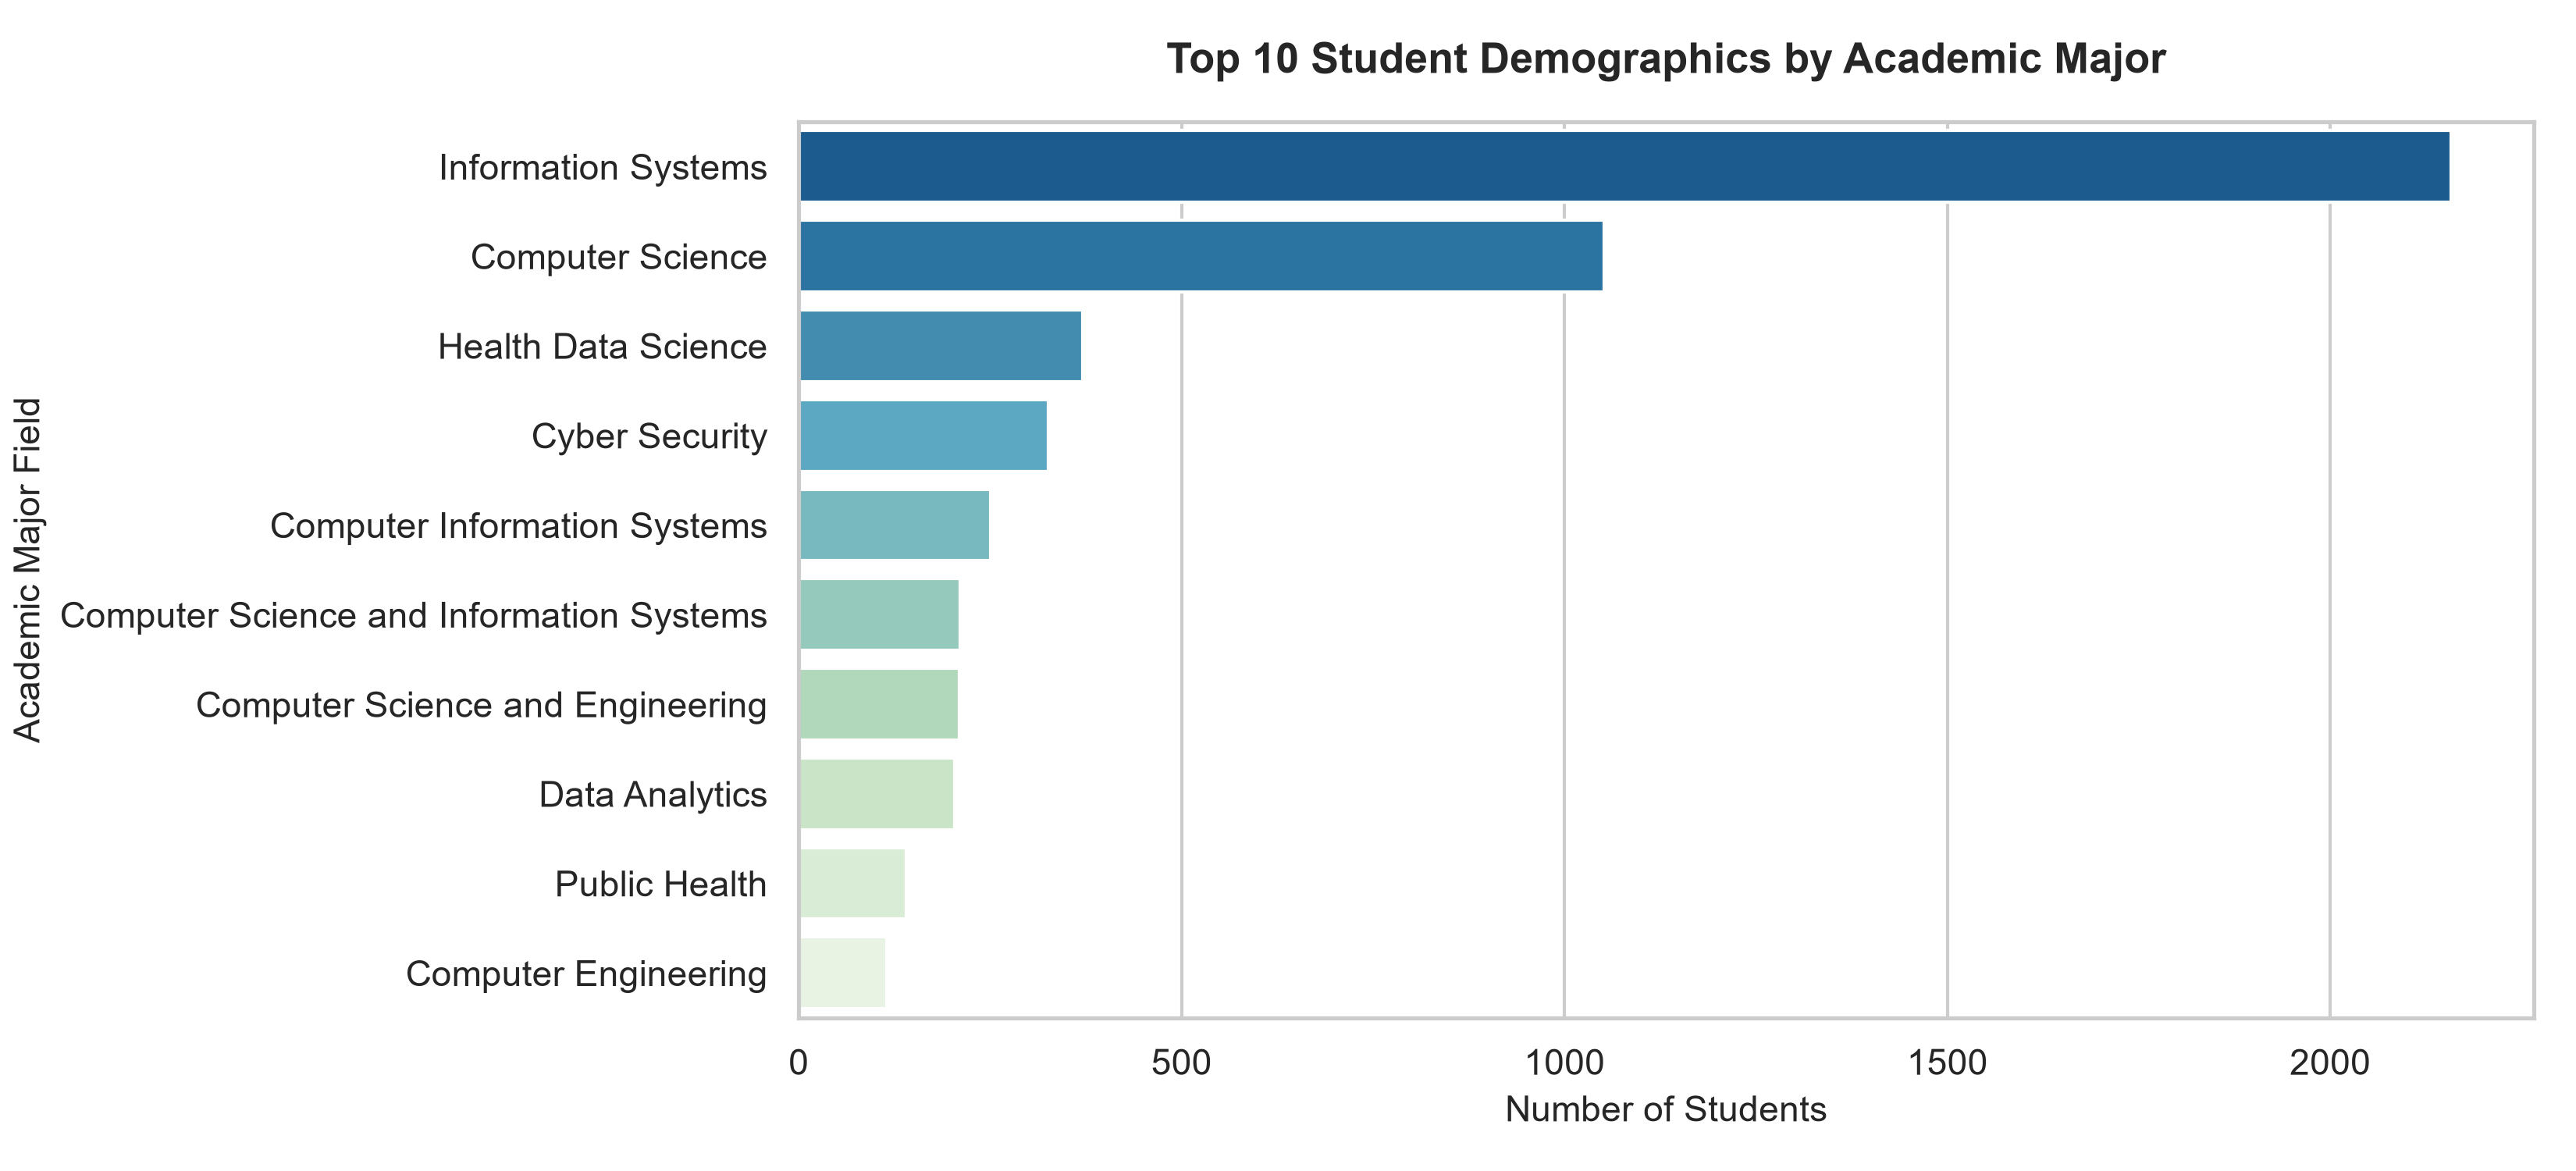 Top 10 Student Demographics by Academic Major
Academic Major Field
Information Systems
Computer Science
Health Data Science
Cyber Security
Computer Information Systems
Computer Science and Information Systems
Computer Science and Engineering
Data Analytics
Public Health
Computer Engineering
0 500 1000 1500 2000
Number of Students